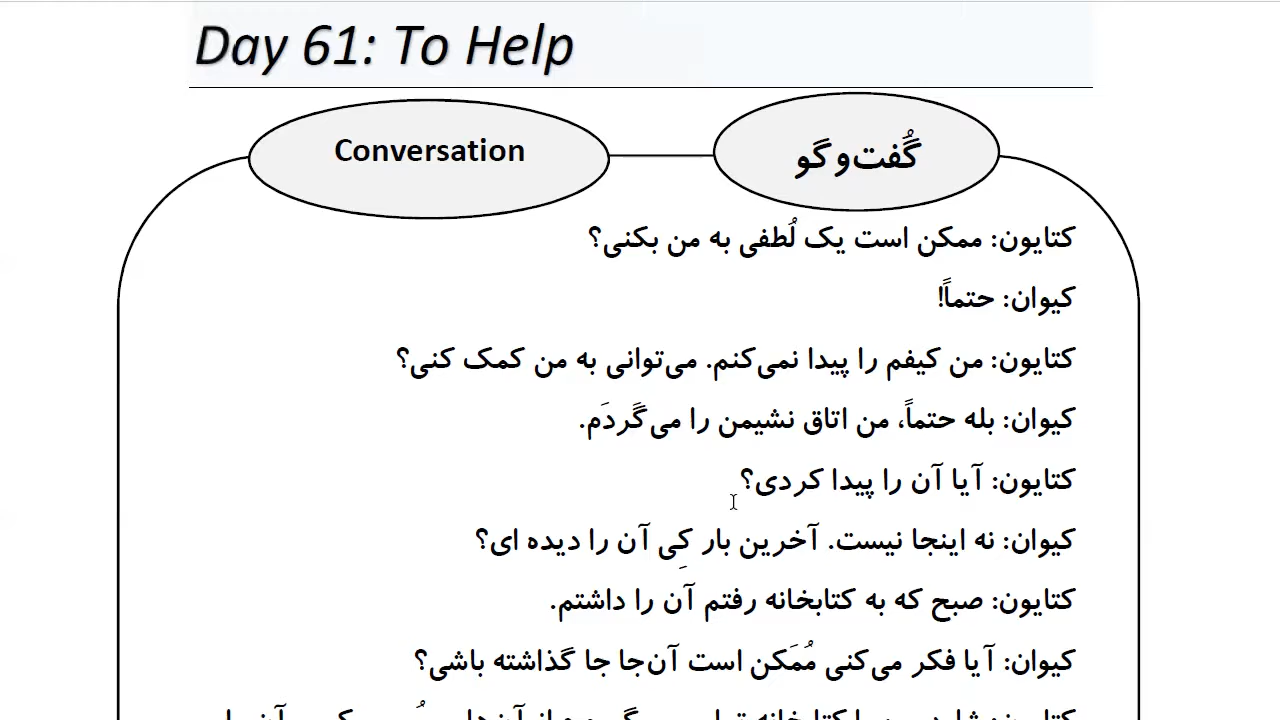 Day 61: To Help
Conversation
گُفت‌و‌گو
کتایون: ممکن است یک لُطفی به من بکنی؟
کیوان: حتماً!
کتایون: من کیفم را پیدا نمی‌کنم. می‌توانی به من کمک کنی؟
کیوان: بله حتماً، من اتاق نشیمن را می‌گَردَم.
کتایون: آیا آن را پیدا کردی؟
کیوان: نه اینجا نیست. آخرین بار کِی آن را دیده ای؟
کتایون: صبح که به کتابخانه رفتم آن را داشتم.
کیوان: آیا فکر می‌کنی مُمَکن است آن‌جا جا گذاشته باشی؟